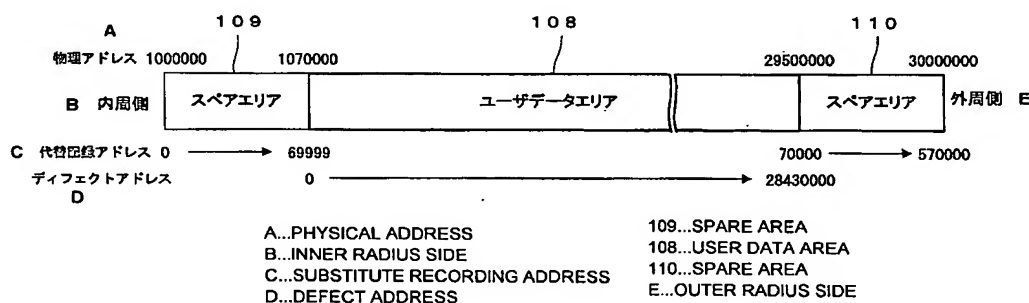 109 108 110
A
物理アドレス 1000000 1070000 29500000 30000000
B 内周側 スペアエリア ユーザデータエリア スペアエリア 外周側 E
C 代替記録アドレス 0 69999 70000 570000
ディフェクトアドレス 0 28430000
D
A...PHYSICAL ADDRESS
B...INNER RADIUS SIDE
C...SUBSTITUTE RECORDING ADDRESS
D...DEFECT ADDRESS
109...SPARE AREA
108...USER DATA AREA
110...SPARE AREA
E...OUTER RADIUS SIDE